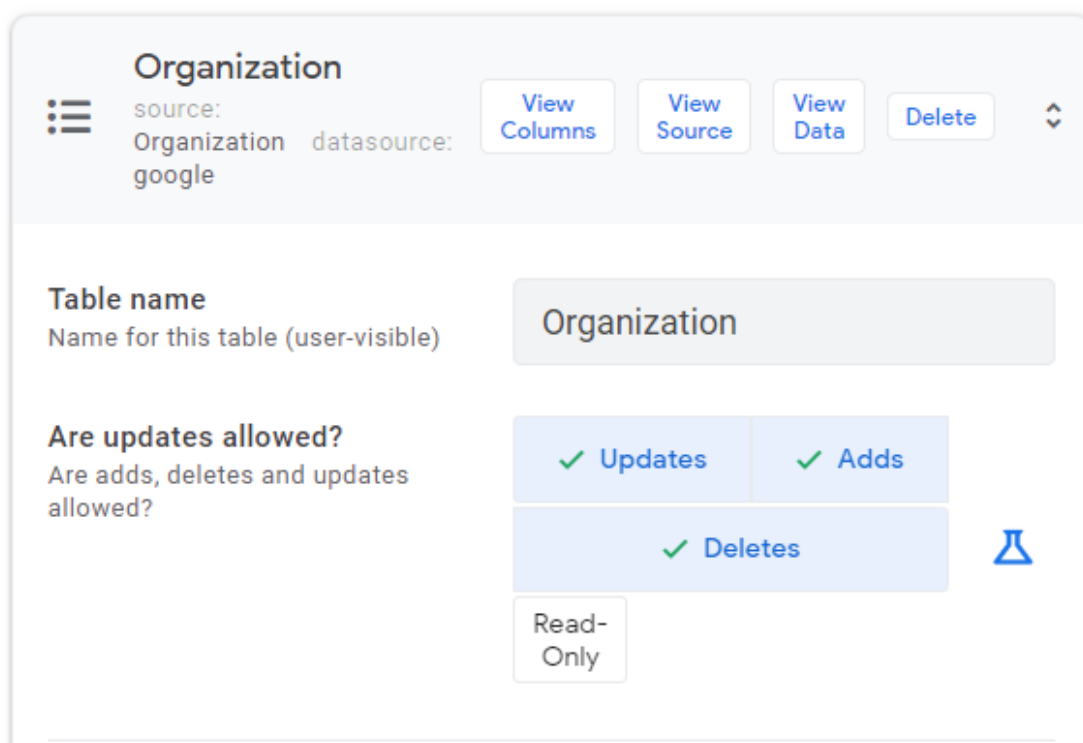 Organization
source:
Organization datasource:
google
View
Columns
View
Source
View
Data
Delete
Table name
Name for this table (user-visible)
Organization
Are updates allowed?
Are adds, deletes and updates
allowed?
Updates
Adds
Deletes
Read-
Only